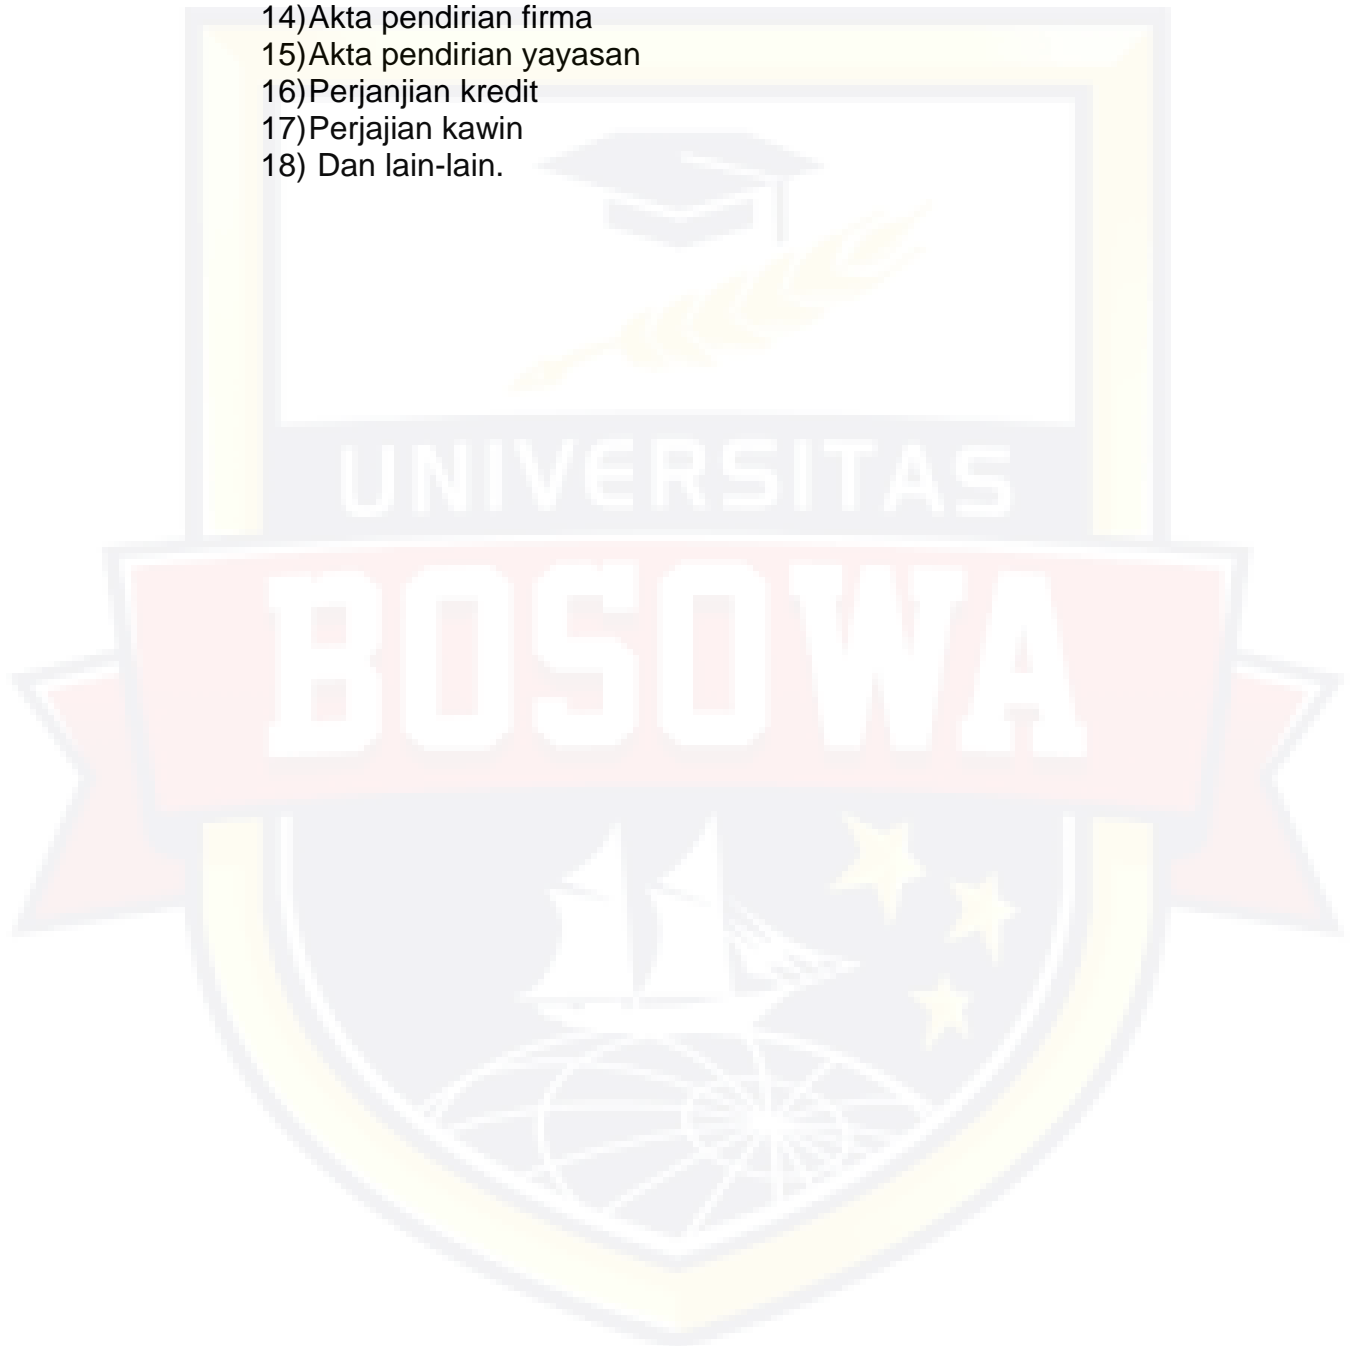 14)Akta pendirian firma
15)Akta pendirian yayasan
16)Perjanjian kredit
17)Perjajian kawin
18) Dan lain-lain.
UNIVERSITAS
BOSOWA